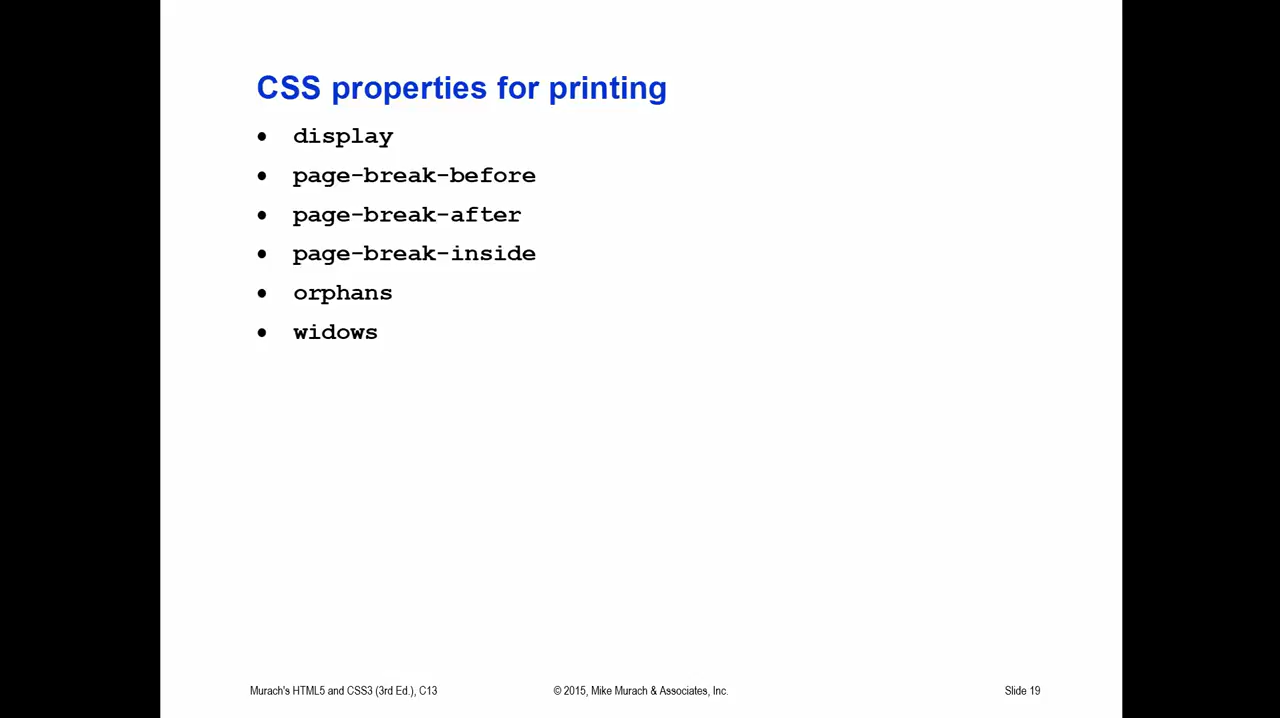 CSS properties for printing
• display
• page-break-before
• page-break-after
• page-break-inside
• orphans
• widows
Murach's HTML5 and CSS3 (3rd Ed.), C13
© 2015, Mike Murach & Associates, Inc.
Slide 19